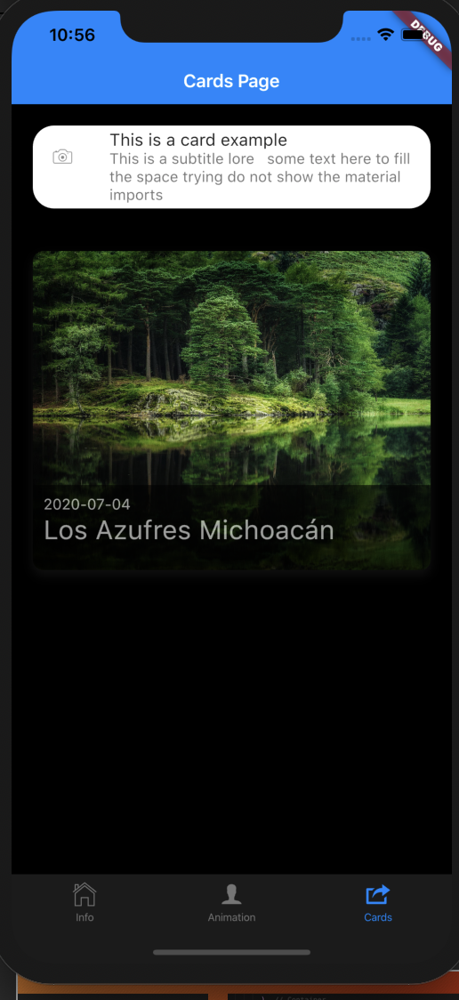 10:56
DEBUG
Cards Page
This is a card example
This is a subtitle lore   some text here to fill
the space trying do not show the material
imports
2020-07-04
Los Azufres Michoacán
Info
Animation
Cards